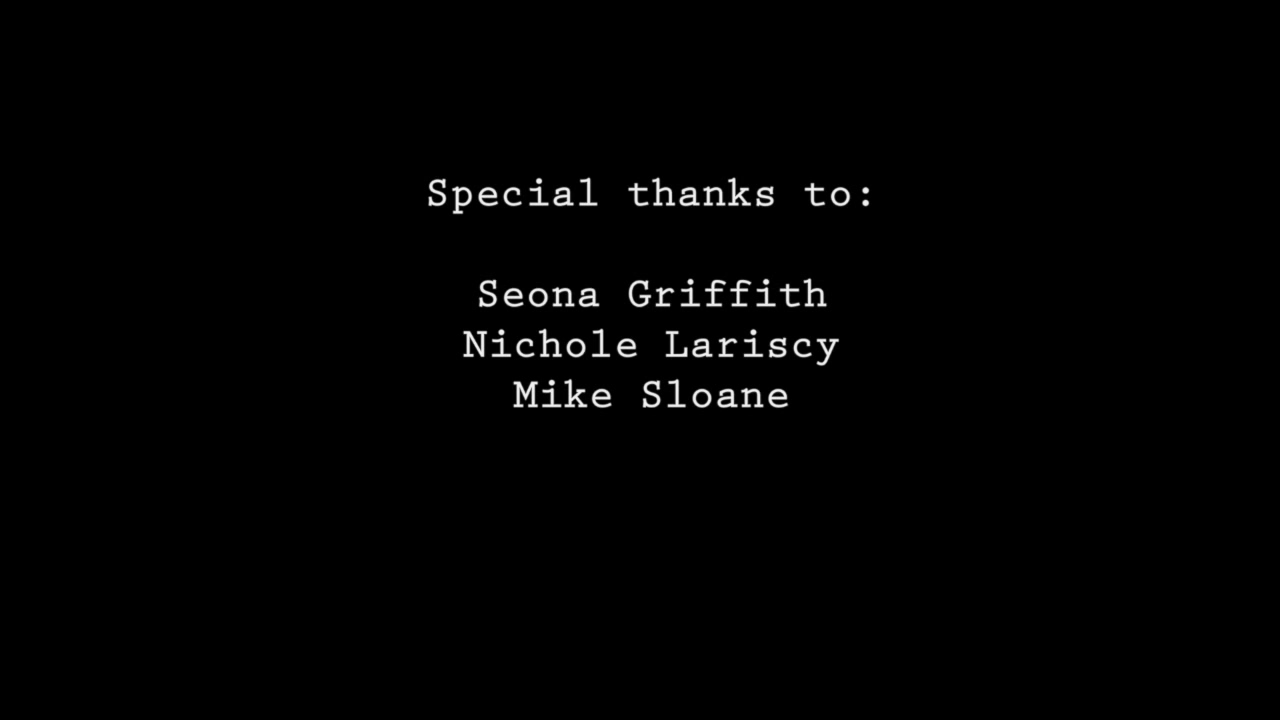 Special thanks to:
Seona Griffith
Nichole Lariscy
Mike Sloane